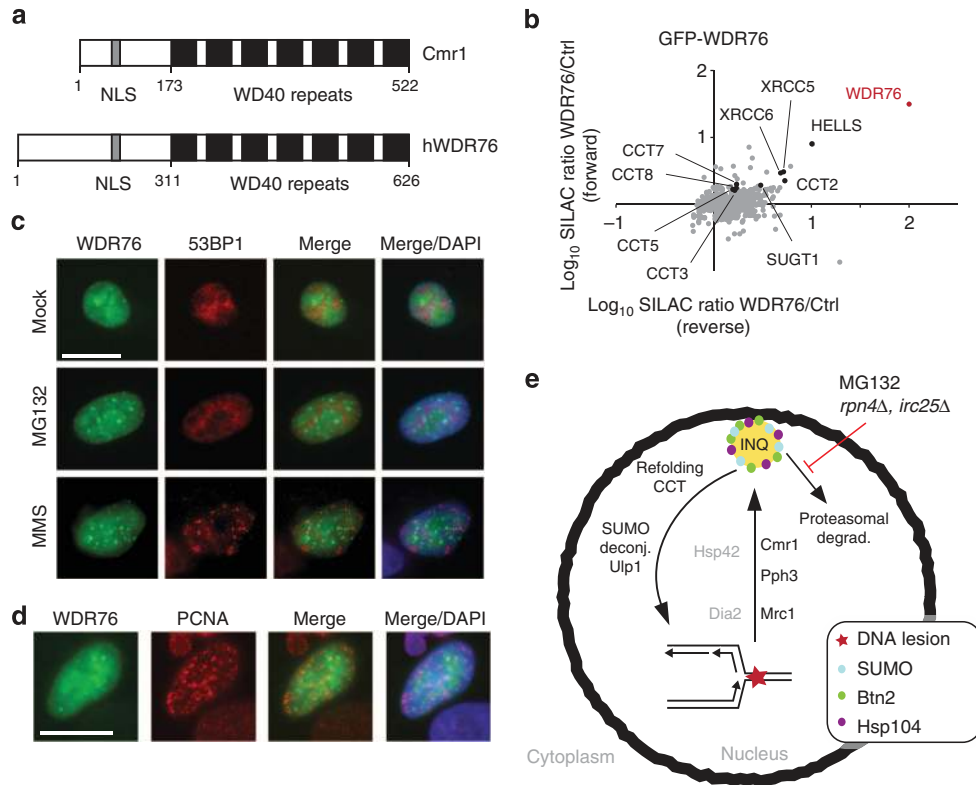 a
Cmr1
1
173
522
NLS
WD40 repeats
hWDR76
1
311
626
NLS
WD40 repeats
b
GFP-WDR76
Log10 SILAC ratio WDR76/Ctrl
(forward)
2
1
−1
1
2
XRCC5
XRCC6
WDR76
HELLS
CCT7
CCT8
CCT2
CCT5
CCT3
SUGT1
Log10 SILAC ratio WDR76/Ctrl
(reverse)
c
WDR76
53BP1
Merge
Merge/DAPI
Mock
MG132
MMS
d
WDR76
PCNA
Merge
Merge/DAPI
e
MG132
rpn4Δ, irc25Δ
INQ
Refolding
CCT
Proteasomal
degrad.
SUMO
deconj.
Ulp1
Hsp42
Cmr1
Pph3
Dia2
Mrc1
DNA lesion
SUMO
Btn2
Hsp104
Cytoplasm
Nucleus